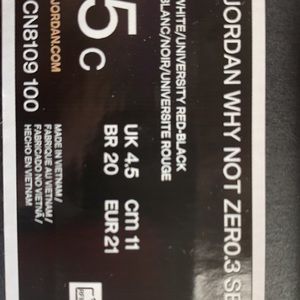 JORDAN WHY NOT ZER0.3 SE
WHITE/UNIVERSITY RED-BLACK
BLANC/NOIR/UNIVERSITE ROUGE
5 C
UK 4.5 cm 11
BR 20 EUR 21
JORDAN.COM
CN8109 100
MADE IN VIETNAM /
FABRIQUE AU VIETNAM /
FABRICADO NO VIETNÃ /
HECHO EN VIETNAM